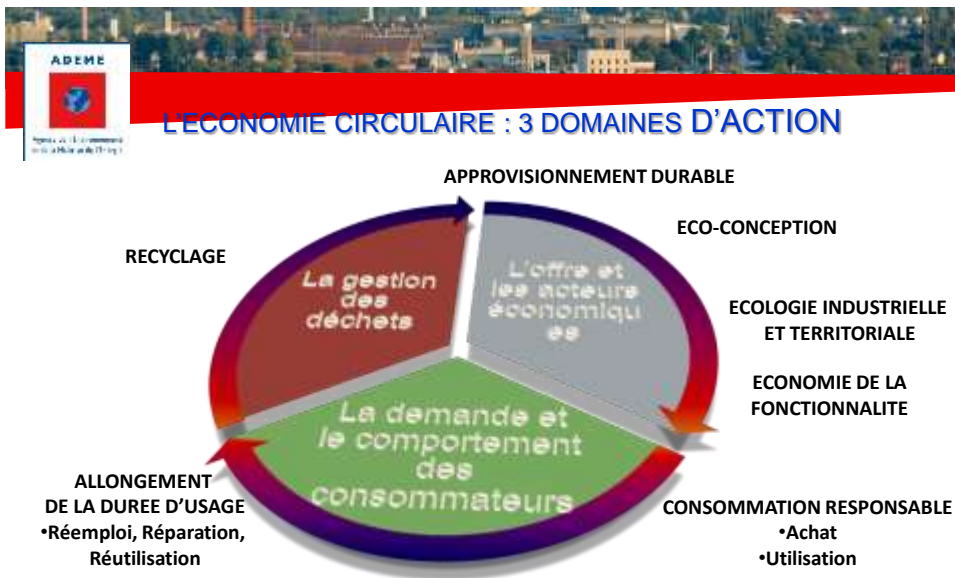 ADEME
L'ECONOMIE CIRCULAIRE : 3 DOMAINES D'ACTION
APPROVISIONNEMENT DURABLE
ECO-CONCEPTION
RECYCLAGE
La gestion
des
déchets
L'offre et
les acteurs
économiqu
es
ECOLOGIE INDUSTRIELLE
ET TERRITORIALE
ECONOMIE DE LA
FONCTIONNALITE
La demande et
le comportement
des
consommateurs
ALLONGEMENT
DE LA DUREE D'USAGE
•Réemploi, Réparation,
Réutilisation
CONSOMMATION RESPONSABLE
•Achat
•Utilisation